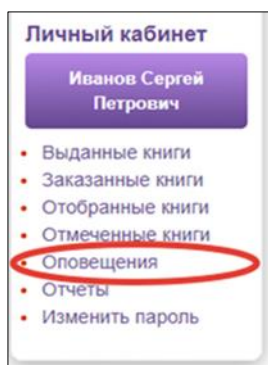 Личный кабинет
Иванов Сергей
Петрович
Выданные книги
Заказанные книги
Отобранные книги
Отмеченные книги
Оповещения
Отчеты
Изменить пароль